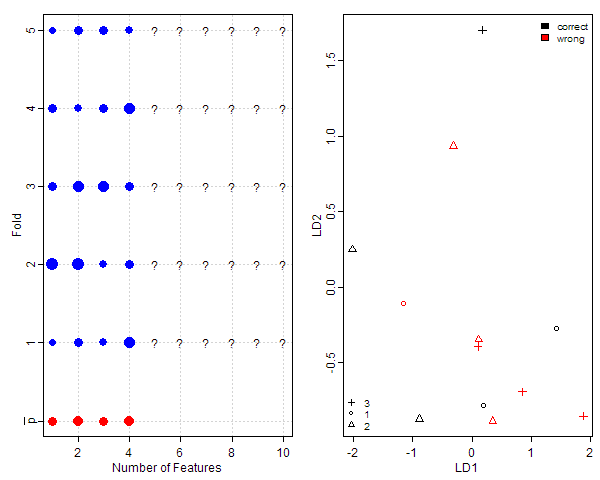 5 ? ? ? ? ? ?
4 ? ? ? ? ? ?
3 ? ? ? ? ? ?
2 ? ? ? ? ? ?
1 ? ? ? ? ? ?
p̅
Fold
2 4 6 8 10
Number of Features
correct
wrong
1.5
1.0
0.5
0.0
-0.5
LD2
3
1
2
-2 -1 0 1 2
LD1